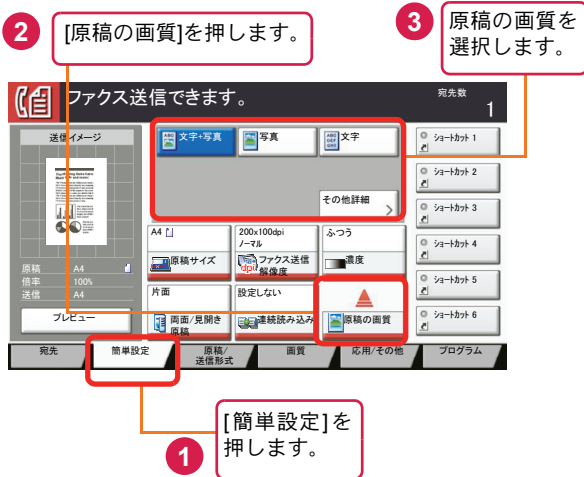 2
[原稿の画質]を押します。
3
原稿の画質を
選択します。
ファクス送信できます。
宛先数
1
送信イメージ
原稿 A4
倍率 100%
送信 A4
プレビュー
文字+写真
写真
文字
その他詳細
A4
原稿サイズ
200x100dpi
ノーマル
ファクス送信
解像度
ふつう
濃度
片面
両面/見開き
原稿
設定しない
連続読み込み
原稿の画質
ショートカット 1
ショートカット 2
ショートカット 3
ショートカット 4
ショートカット 5
ショートカット 6
宛先
簡単設定
原稿/
送信形式
画質
応用/その他
プログラム
1
[簡単設定]を
押します。